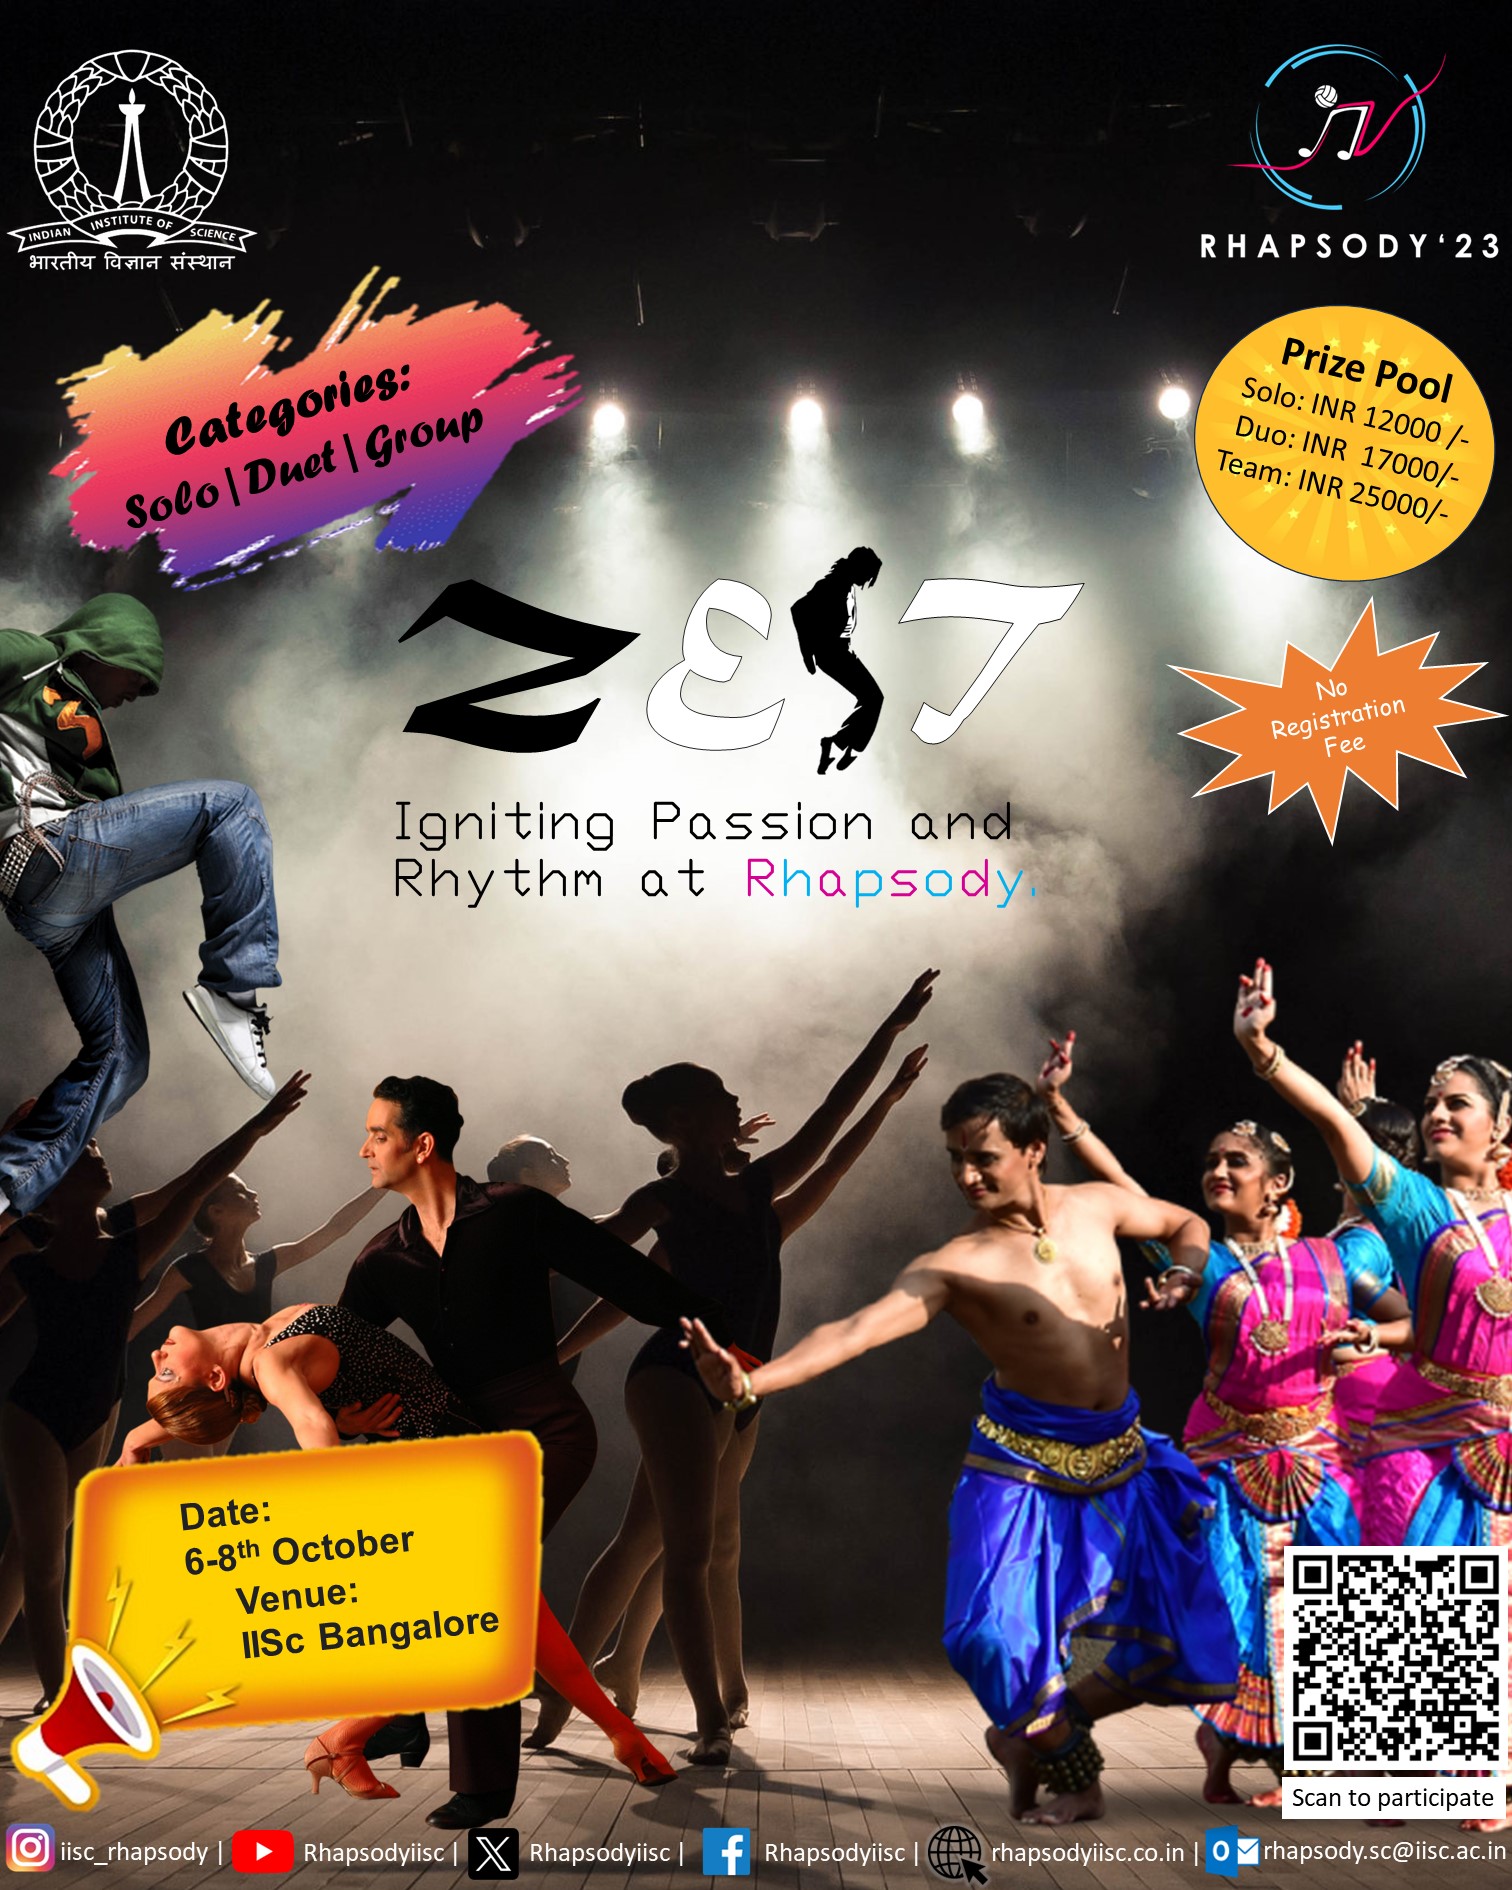 INDIAN INSTITUTE OF SCIENCE
भारतीय विज्ञान संस्थान
RHAPSODY‘23
Categories:
Solo|Duet|Group
Prize Pool
Solo: INR 12000 /-
Duo: INR 17000/-
Team: INR 25000/-
ZEST
No
Registration
Fee
Igniting Passion and
Rhythm at Rhapsody.
Date:
6-8th October
Venue:
IISc Bangalore
Scan to participate
iisc_rhapsody | Rhapsodyiisc | Rhapsodyiisc | Rhapsodyiisc | rhapsodyiisc.co.in | rhapsody.sc@iisc.ac.in